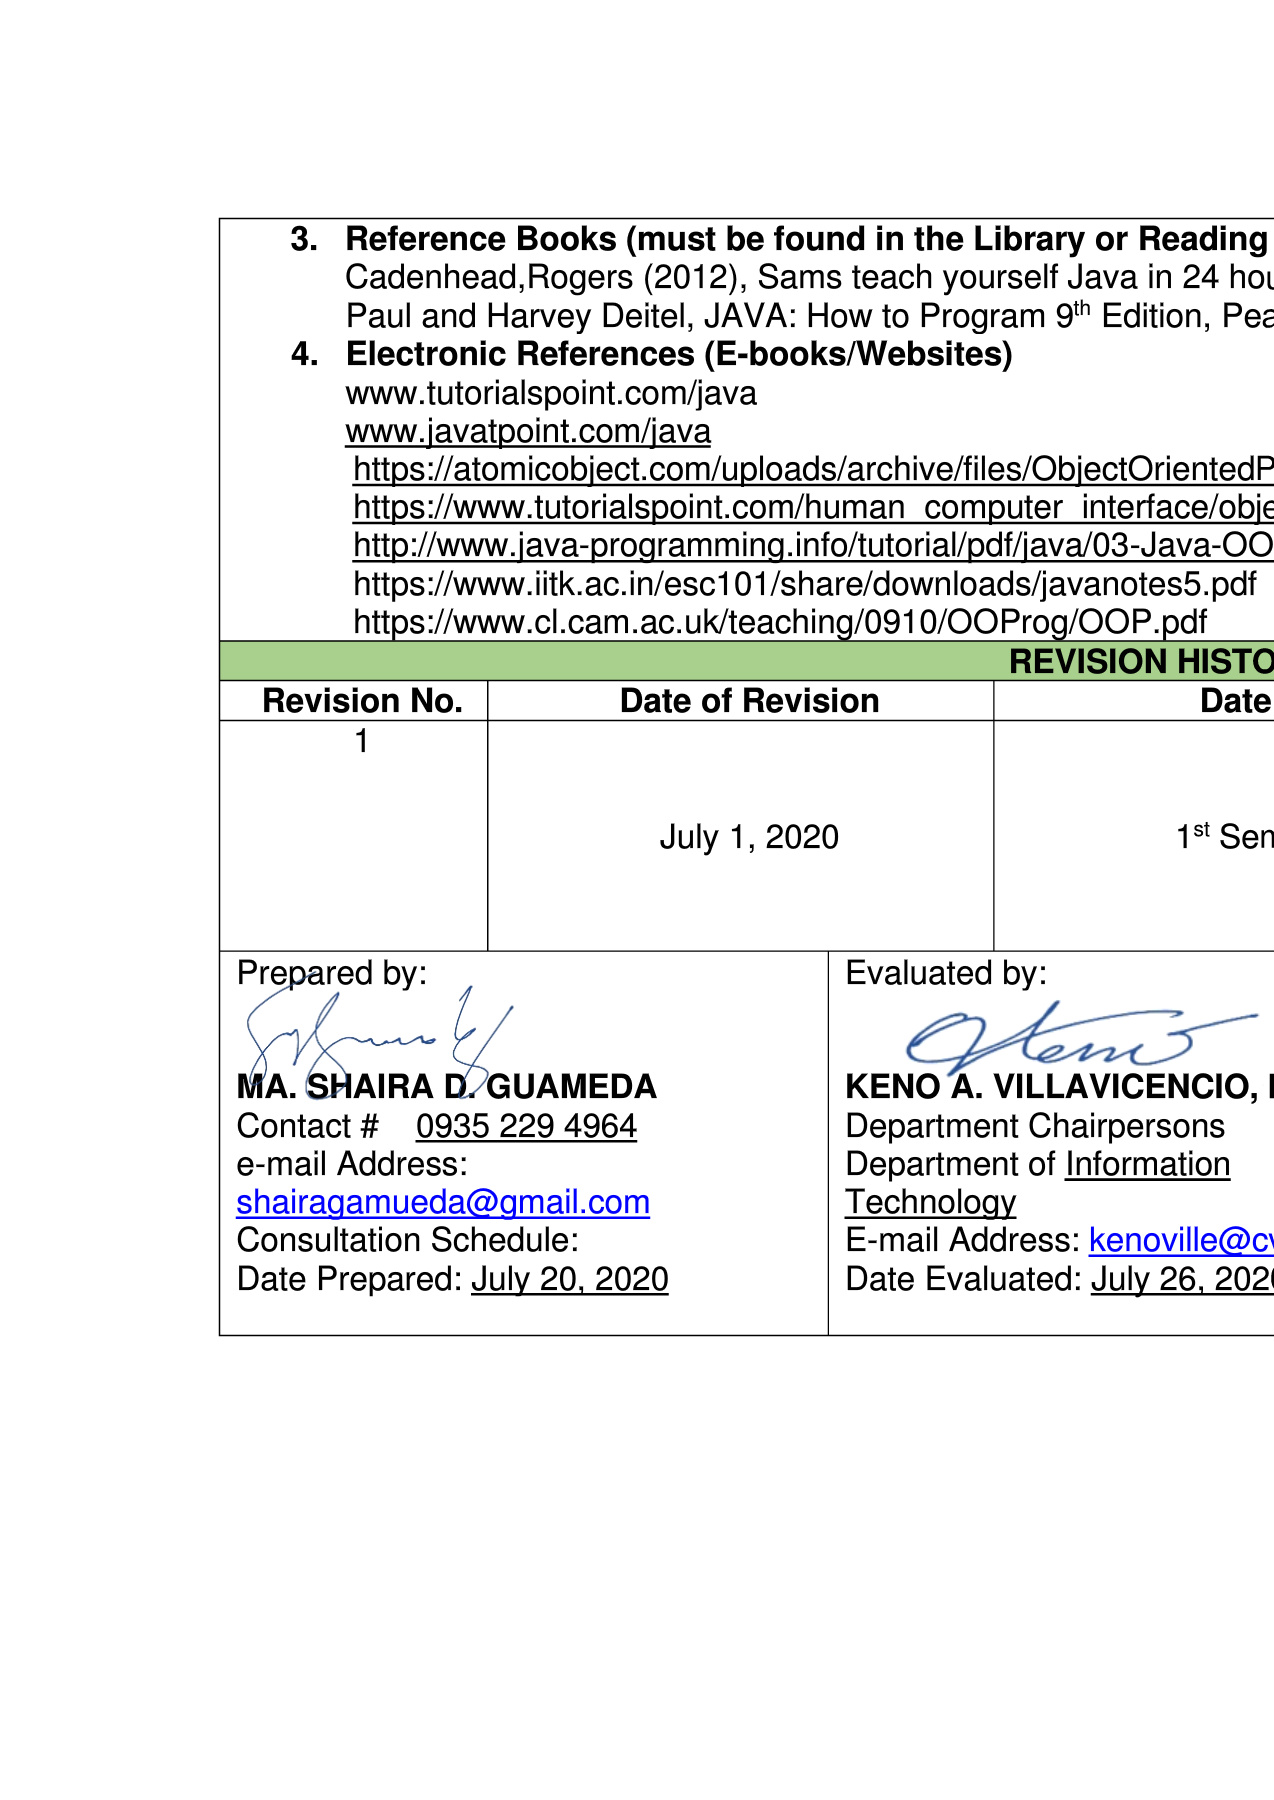 3. Reference Books (must be found in the Library or Reading
Cadenhead,Rogers (2012), Sams teach yourself Java in 24
Paul and Harvey Deitel, JAVA: How to Program 9th Edition,
4. Electronic References (E-books/Websites)
www.tutorialspoint.com/java
www.javatpoint.com/java
https://atomicobject.com/uploads/archive/files/ObjectOrientedP
https://www.tutorialspoint.com/human_computer_interface/obje
http://www.java-programming.info/tutorial/pdf/java/03-Java-OO
https://www.iitk.ac.in/esc101/share/downloads/javanotes5.pdf
https://www.cl.cam.ac.uk/teaching/0910/OOProg/OOP.pdf
REVISION HISTO
Revision No. Date of Revision Date
1
July 1, 2020 1st Sem
Prepared by: Evaluated by:
MA. SHAIRA D. GUAMEDA KENO A. VILLAVICENCIO,
Contact # 0935 229 4964 Department Chairpersons
e-mail Address: Department of Information
shairagamueda@gmail.com Technology
Consultation Schedule: E-mail Address: kenoville@cv
Date Prepared: July 20, 2020 Date Evaluated: July 26, 2020